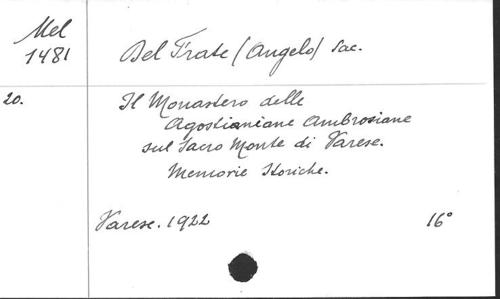 Mel
1481
Del Frate (Angelo) Sac.
20.
Il Monastero delle
Agostianiane Ambrosiane
sul Sacro Monte di Varese.
Memorie Storiche.
Varese. 1922
16°